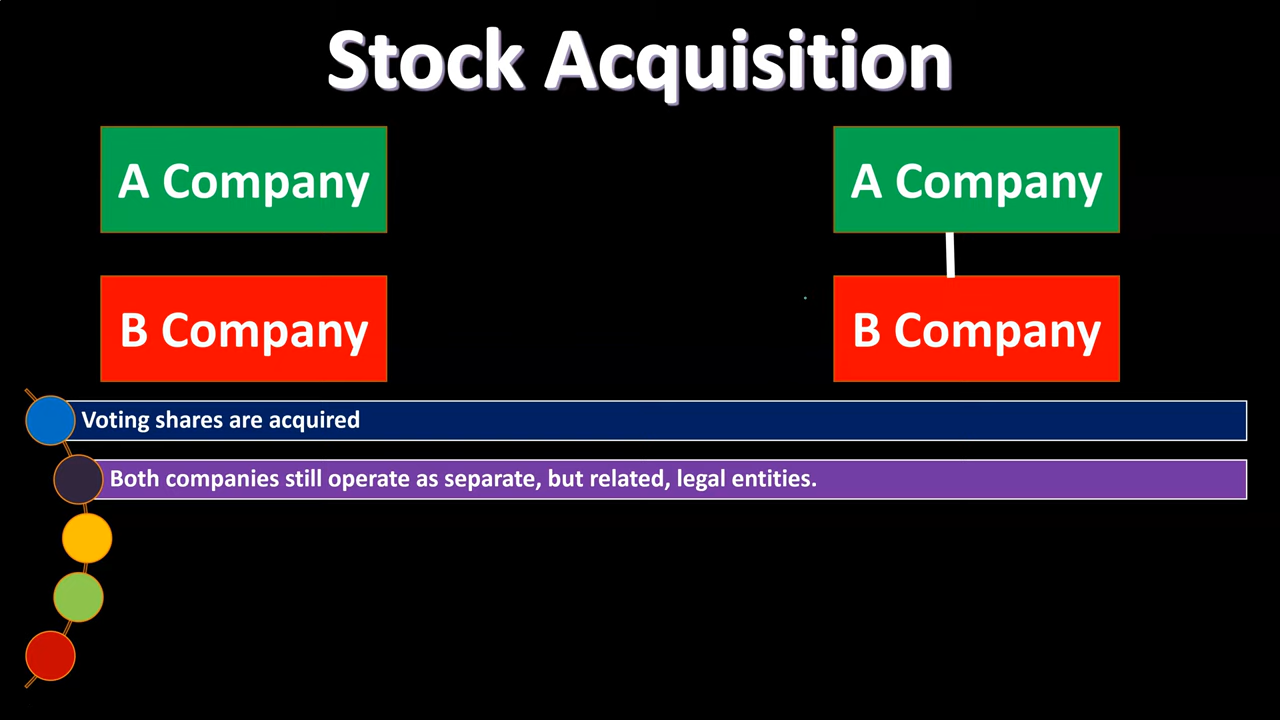 Stock Acquisition
A Company
A Company
B Company
B Company
Voting shares are acquired
Both companies still operate as separate, but related, legal entities.